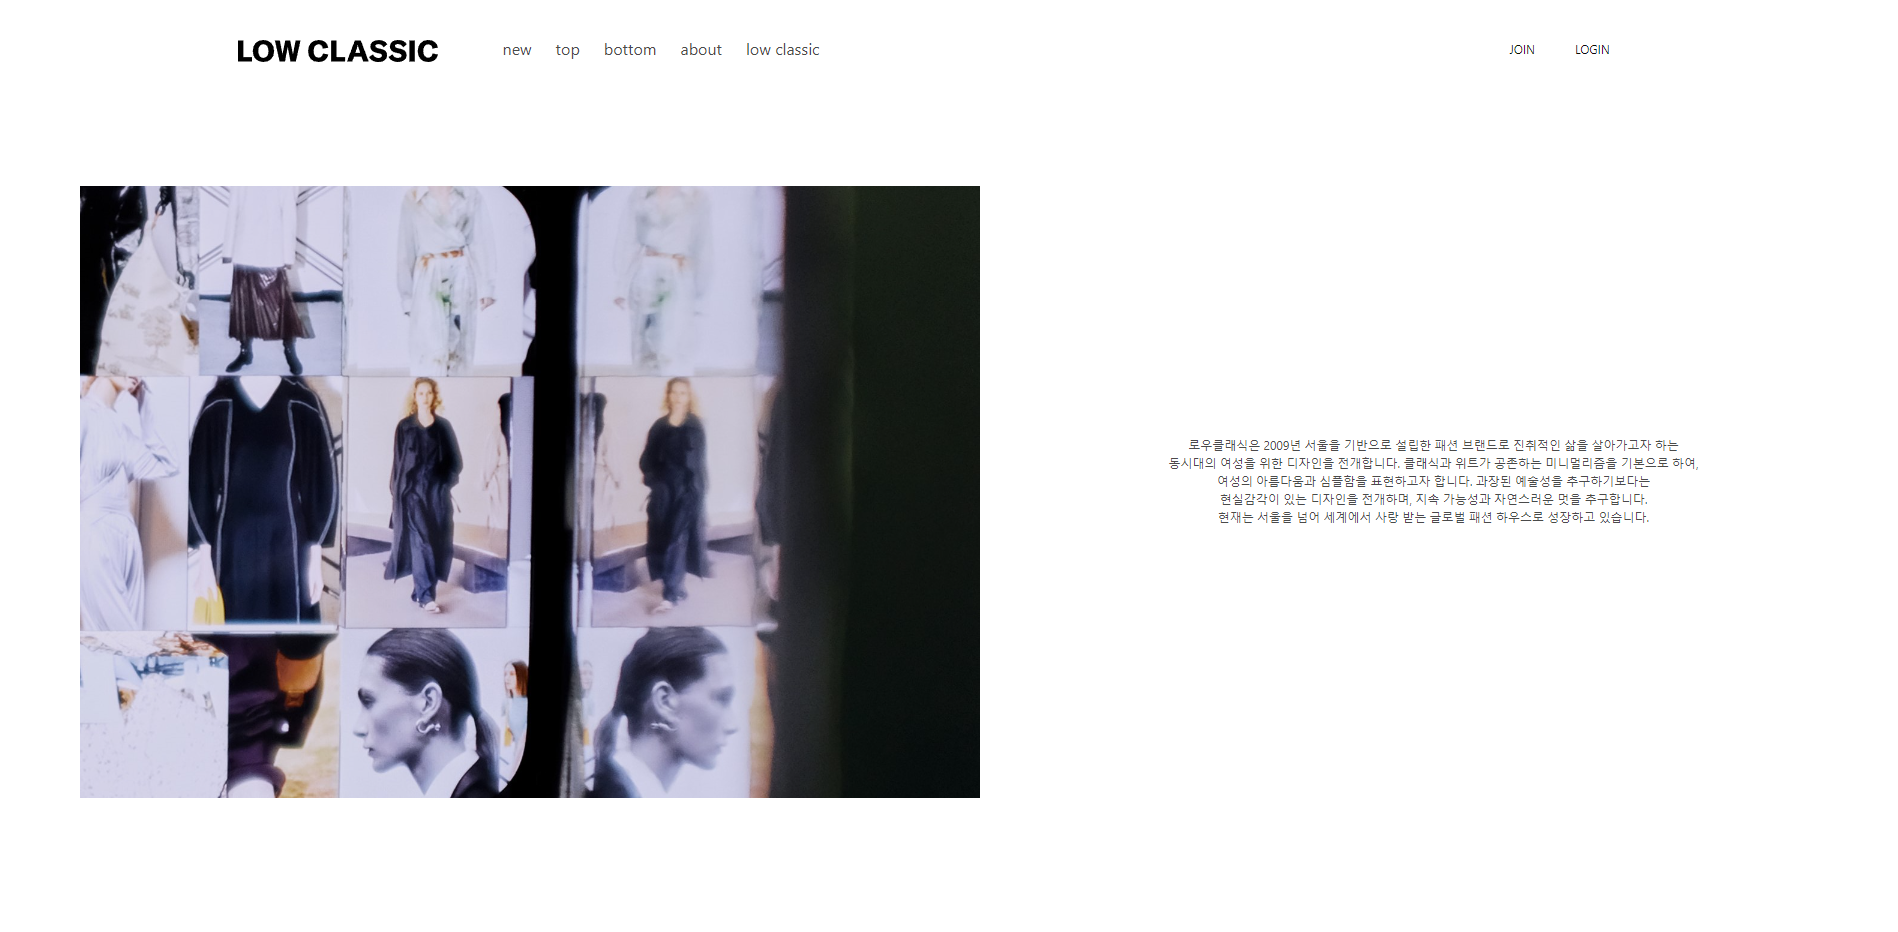 LOW CLASSIC
new top bottom about low classic
JOIN LOGIN
로우클래식은 2009년 서울을 기반으로 설립한 패션 브랜드로 진취적인 삶을 살아가고자 하는
동시대의 여성을 위한 디자인을 전개합니다. 클래식과 위트가 공존하는 미니멀리즘을 기본으로 하여,
여성의 아름다움과 심플함을 표현하고자 합니다. 과장된 예술성을 추구하기보다는
현실감각이 있는 디자인을 전개하며, 지속 가능성과 자연스러운 멋을 추구합니다.
현재는 서울을 넘어 세계에서 사랑 받는 글로벌 패션 하우스로 성장하고 있습니다.